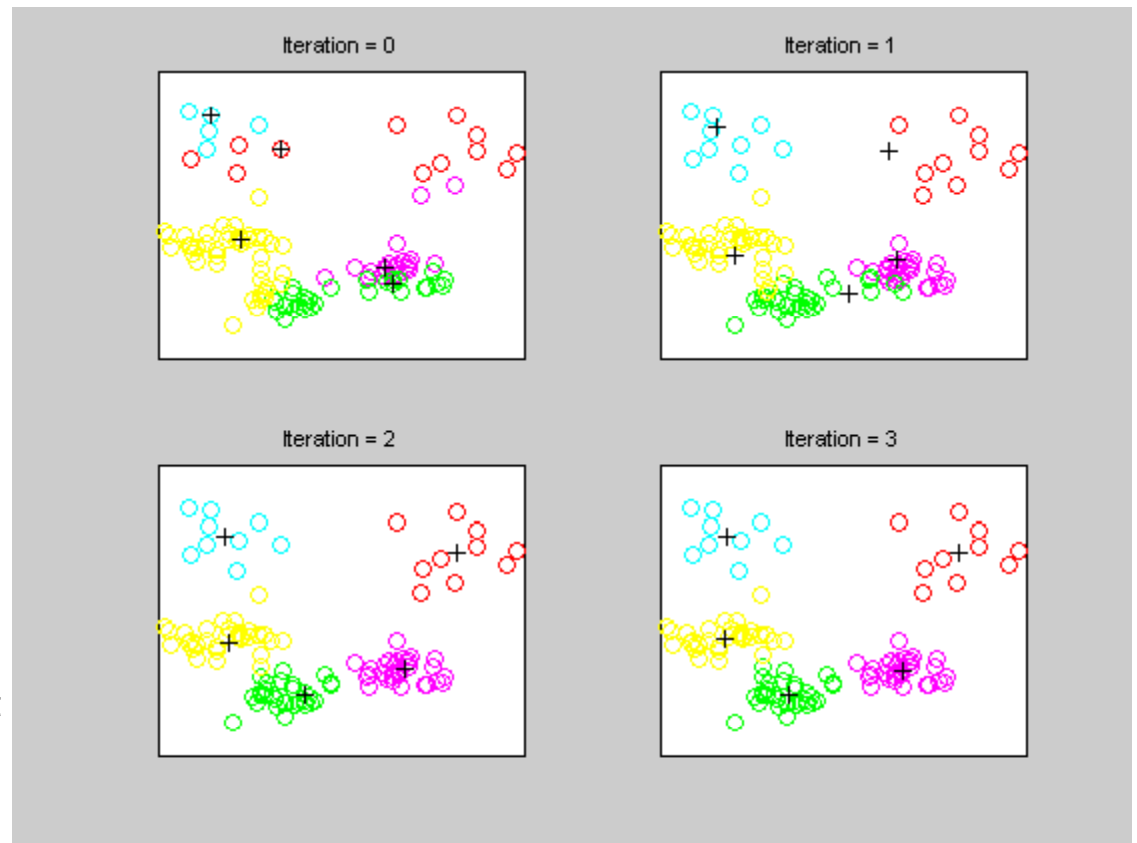 Iteration = 0
Iteration = 1
Iteration = 2
Iteration = 3